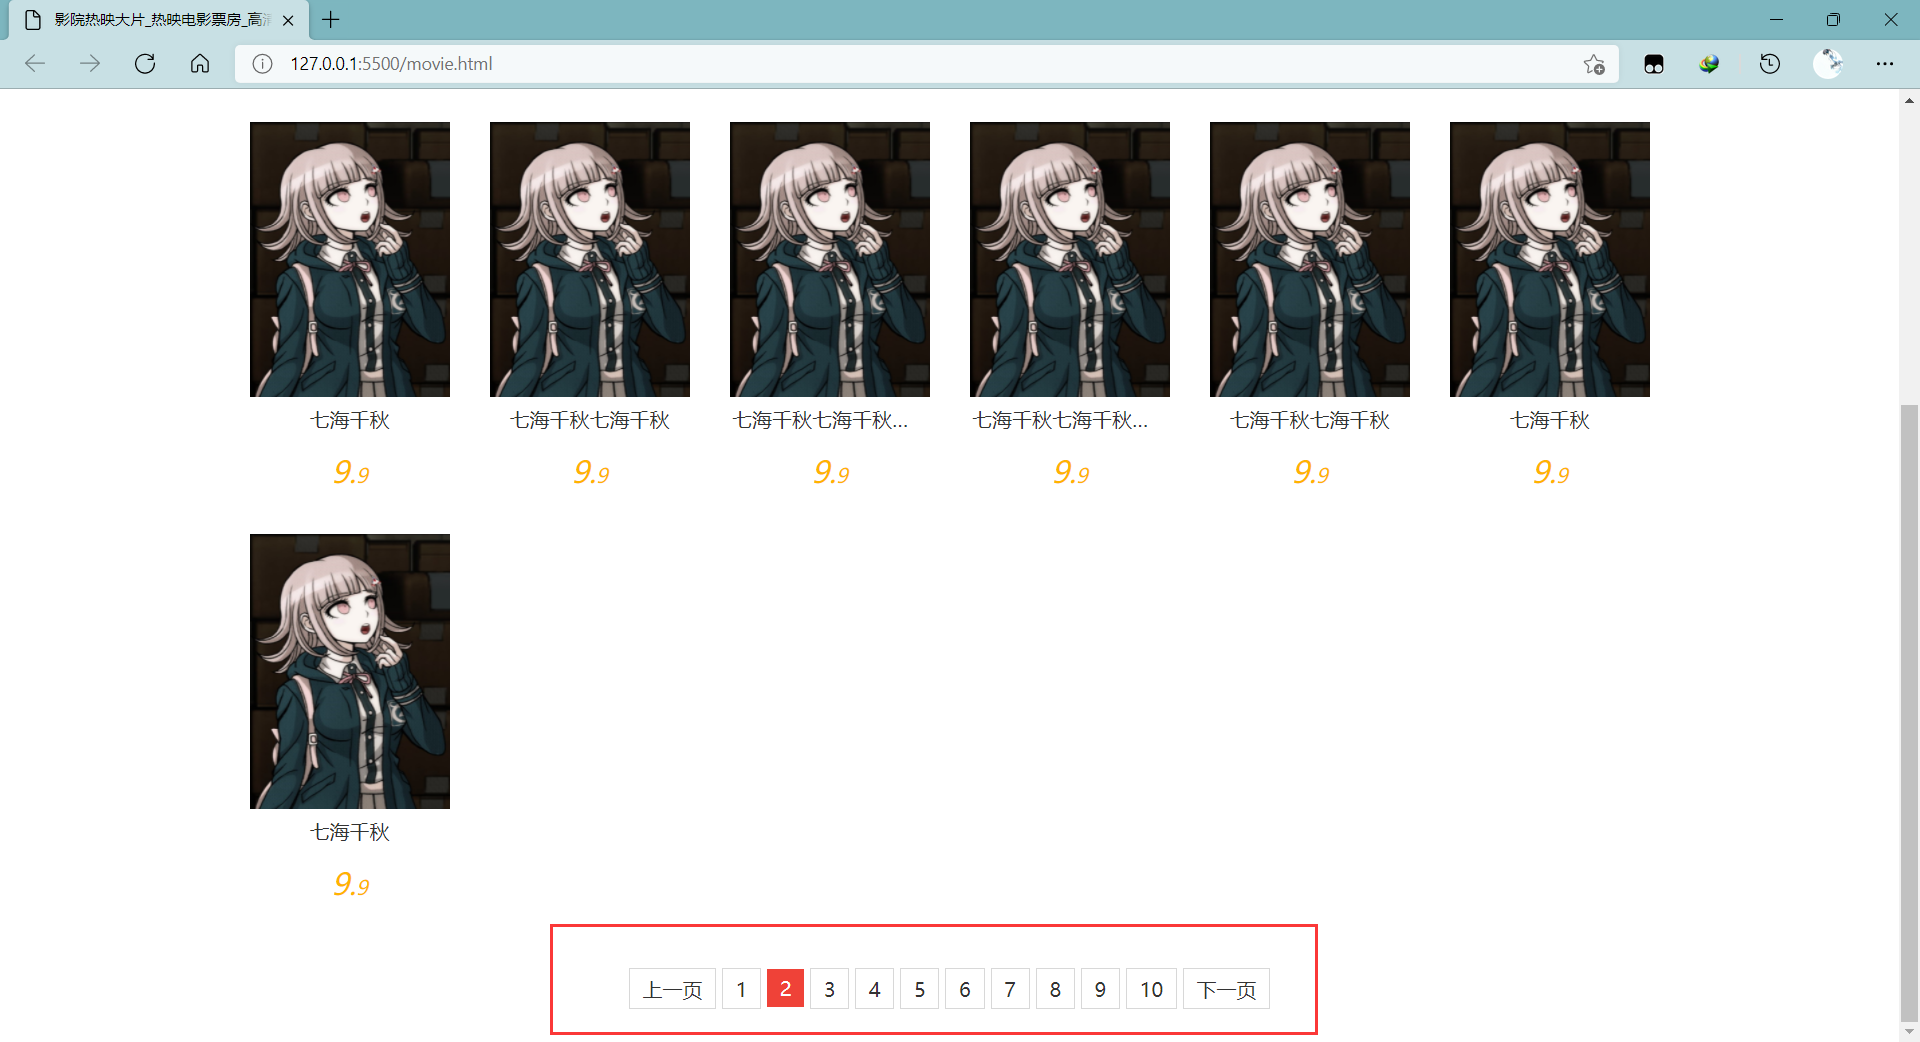 影院热映大片_热映电影票房_高
127.0.0.1:5500/movie.html
七海千秋 七海千秋七海千秋 七海千秋七海千秋... 七海千秋七海千秋... 七海千秋七海千秋 七海千秋
9.9 9.9 9.9 9.9 9.9 9.9
七海千秋
9.9
上一页 1 2 3 4 5 6 7 8 9 10 下一页